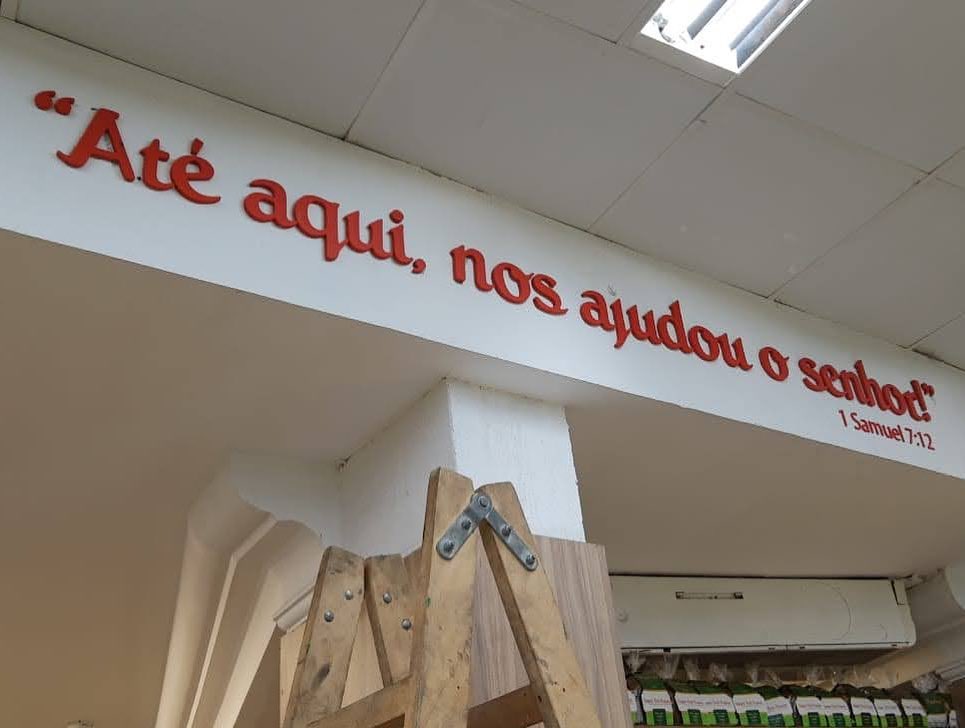 “Até aqui, nos ajudou o senhor!”
1 Samuel 7:12